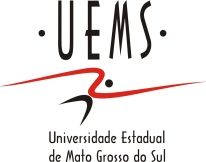 · UEMS ·
Universidade Estadual
de Mato Grosso do Sul